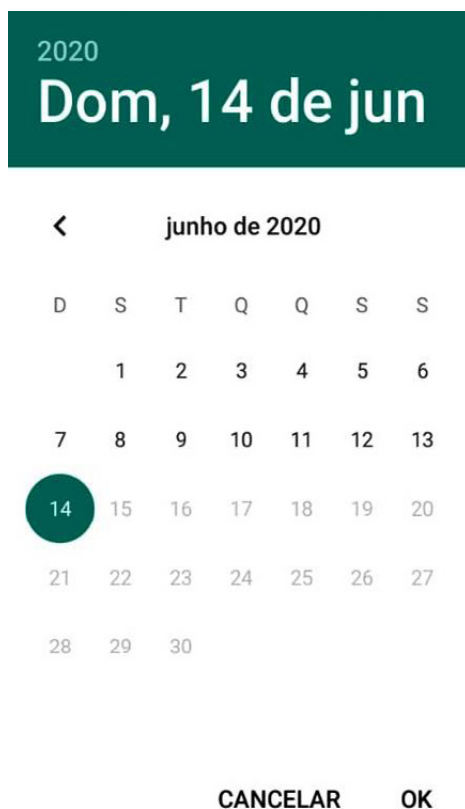 2020
Dom, 14 de jun
junho de 2020
D S T Q Q S S
1 2 3 4 5 6
7 8 9 10 11 12 13
14 15 16 17 18 19 20
21 22 23 24 25 26 27
28 29 30
CANCELAR OK